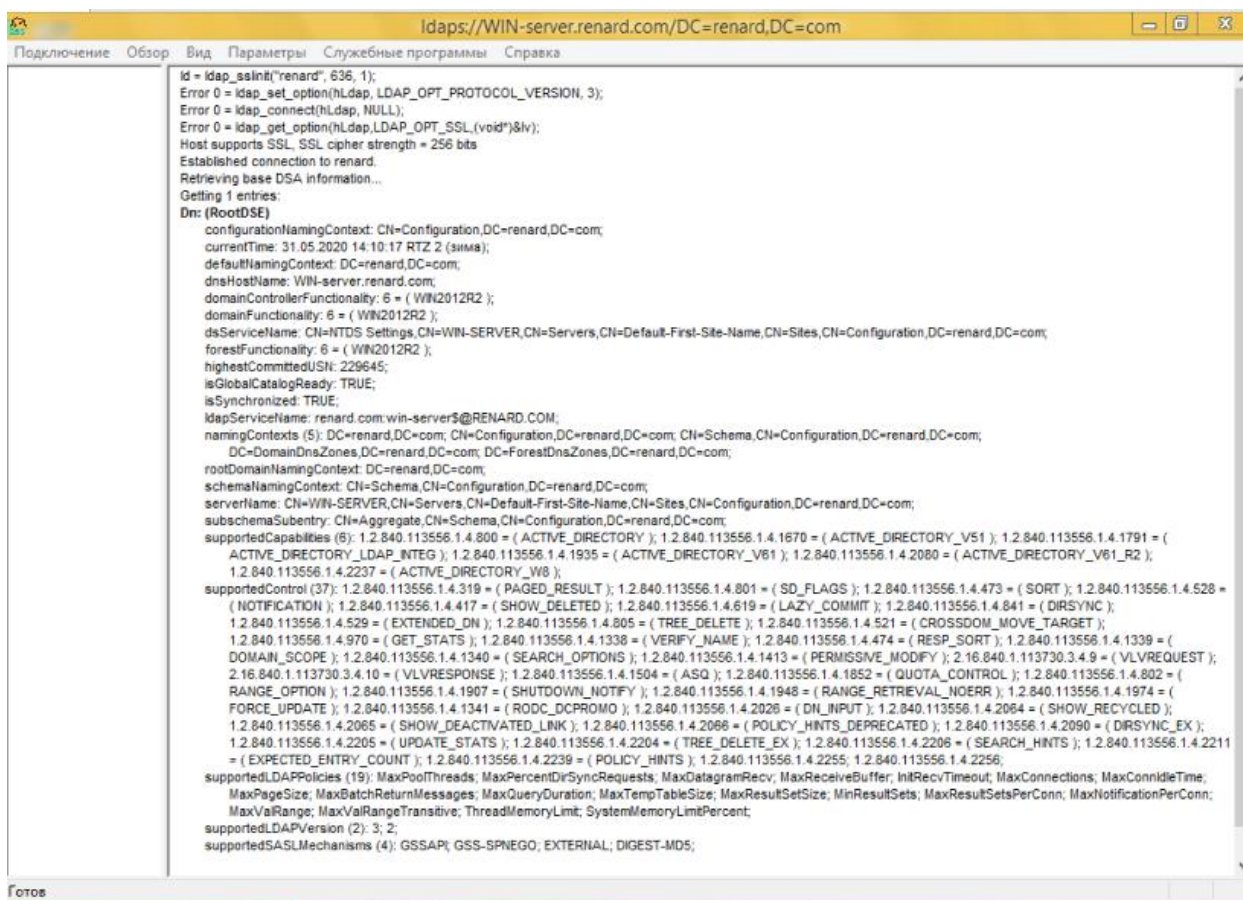 ldaps://WIN-server.renard.com/DC=renard,DC=com
Подключение Обзор Вид Параметры Служебные программы Справка
ld = ldap_sslinit("renard", 636, 1);
Error 0 = ldap_set_option(hLdap, LDAP_OPT_PROTOCOL_VERSION, 3);
Error 0 = ldap_connect(hLdap, NULL);
Error 0 = ldap_get_option(hLdap,LDAP_OPT_SSL,(void*)&lv);
Host supports SSL, SSL cipher strength = 256 bits
Established connection to renard.
Retrieving base DSA information...
Getting 1 entries:
Dn: (RootDSE)
configurationNamingContext: CN=Configuration,DC=renard,DC=com;
currentTime: 31.05.2020 14:10:17 RTZ 2 (зима);
defaultNamingContext: DC=renard,DC=com;
dnsHostName: WIN-server.renard.com;
domainControllerFunctionality: 6 = ( WIN2012R2 );
domainFunctionality: 6 = ( WIN2012R2 );
dsServiceName: CN=NTDS Settings,CN=WIN-SERVER,CN=Servers,CN=Default-First-Site-Name,CN=Sites,CN=Configuration,DC=renard,DC=com;
forestFunctionality: 6 = ( WIN2012R2 );
highestCommittedUSN: 229645;
isGlobalCatalogReady: TRUE;
isSynchronized: TRUE;
ldapServiceName: renard.com:win-server$@RENARD.COM;
namingContexts (5): DC=renard,DC=com; CN=Configuration,DC=renard,DC=com; CN=Schema,CN=Configuration,DC=renard,DC=com;
DC=DomainDnsZones,DC=renard,DC=com; DC=ForestDnsZones,DC=renard,DC=com;
rootDomainNamingContext: DC=renard,DC=com;
schemaNamingContext: CN=Schema,CN=Configuration,DC=renard,DC=com;
serverName: CN=WIN-SERVER,CN=Servers,CN=Default-First-Site-Name,CN=Sites,CN=Configuration,DC=renard,DC=com;
subschemaSubentry: CN=Aggregate,CN=Schema,CN=Configuration,DC=renard,DC=com;
supportedCapabilities (6): 1.2.840.113556.1.4.800 = ( ACTIVE_DIRECTORY ); 1.2.840.113556.1.4.1670 = ( ACTIVE_DIRECTORY_V51 ); 1.2.840.113556.1.4.1791 = (
ACTIVE_DIRECTORY_LDAP_INTEG ); 1.2.840.113556.1.4.1935 = ( ACTIVE_DIRECTORY_V61 ); 1.2.840.113556.1.4.2080 = ( ACTIVE_DIRECTORY_V61_R2 );
1.2.840.113556.1.4.2237 = ( ACTIVE_DIRECTORY_W8 );
supportedControl (37): 1.2.840.113556.1.4.319 = ( PAGED_RESULT ); 1.2.840.113556.1.4.801 = ( SD_FLAGS ); 1.2.840.113556.1.4.473 = ( SORT ); 1.2.840.113556.1.4.528 =
( NOTIFICATION ); 1.2.840.113556.1.4.417 = ( SHOW_DELETED ); 1.2.840.113556.1.4.619 = ( LAZY_COMMIT ); 1.2.840.113556.1.4.841 = ( DIRSYNC );
1.2.840.113556.1.4.529 = ( EXTENDED_DN ); 1.2.840.113556.1.4.805 = ( TREE_DELETE ); 1.2.840.113556.1.4.521 = ( CROSSDOM_MOVE_TARGET );
1.2.840.113556.1.4.970 = ( GET_STATS ); 1.2.840.113556.1.4.1338 = ( VERIFY_NAME ); 1.2.840.113556.1.4.474 = ( RESP_SORT ); 1.2.840.113556.1.4.1339 = (
DOMAIN_SCOPE ); 1.2.840.113556.1.4.1340 = ( SEARCH_OPTIONS ); 1.2.840.113556.1.4.1413 = ( PERMISSIVE_MODIFY ); 2.16.840.1.113730.3.4.9 = ( VLVREQUEST );
2.16.840.1.113730.3.4.10 = ( VLVRESPONSE ); 1.2.840.113556.1.4.1504 = ( ASQ ); 1.2.840.113556.1.4.1852 = ( QUOTA_CONTROL ); 1.2.840.113556.1.4.802 = (
RANGE_OPTION ); 1.2.840.113556.1.4.1907 = ( SHUTDOWN_NOTIFY ); 1.2.840.113556.1.4.1948 = ( RANGE_RETRIEVAL_NOERR ); 1.2.840.113556.1.4.1974 = (
FORCE_UPDATE ); 1.2.840.113556.1.4.1341 = ( RODC_DCPROMO ); 1.2.840.113556.1.4.2026 = ( DN_INPUT ); 1.2.840.113556.1.4.2064 = ( SHOW_RECYCLED );
1.2.840.113556.1.4.2065 = ( SHOW_DEACTIVATED_LINK ); 1.2.840.113556.1.4.2066 = ( POLICY_HINTS_DEPRECATED ); 1.2.840.113556.1.4.2090 = ( DIRSYNC_EX );
1.2.840.113556.1.4.2205 = ( UPDATE_STATS ); 1.2.840.113556.1.4.2204 = ( TREE_DELETE_EX ); 1.2.840.113556.1.4.2206 = ( SEARCH_HINTS ); 1.2.840.113556.1.4.2211
= ( EXPECTED_ENTRY_COUNT ); 1.2.840.113556.1.4.2239 = ( POLICY_HINTS ); 1.2.840.113556.1.4.2255; 1.2.840.113556.1.4.2256;
supportedLDAPPolicies (19): MaxPoolThreads; MaxPercentDirSyncRequests; MaxDatagramRecv; MaxReceiveBuffer; InitRecvTimeout; MaxConnections; MaxConnIdleTime;
MaxPageSize; MaxBatchReturnMessages; MaxQueryDuration; MaxTempTableSize; MaxResultSetSize; MinResultSets; MaxResultSetsPerConn; MaxNotificationPerConn;
MaxValRange; MaxValRangeTransitive; ThreadMemoryLimit; SystemMemoryLimitPercent;
supportedLDAPVersion (2): 3; 2;
supportedSASLMechanisms (4): GSSAPI; GSS-SPNEGO; EXTERNAL; DIGEST-MD5;
Готов